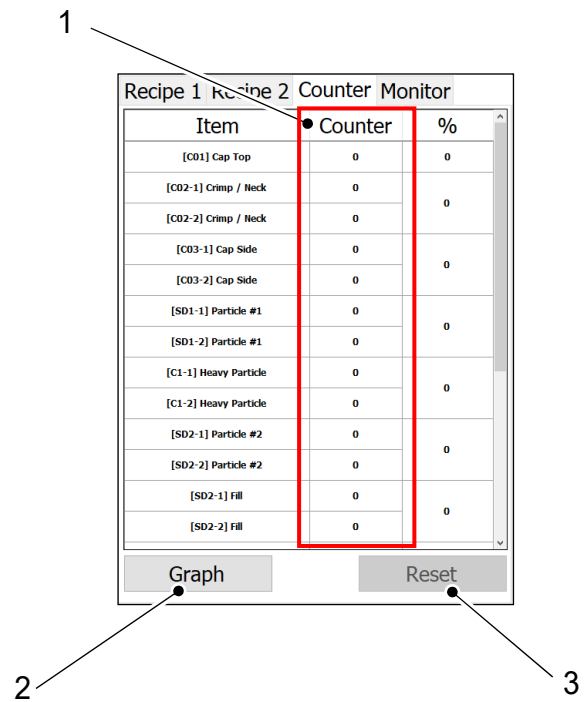 1
Recipe 1 Recipe 2 Counter Monitor
Item Counter %
[C01] Cap Top 0 0
[C02-1] Crimp / Neck 0
0
[C02-2] Crimp / Neck 0
[C03-1] Cap Side 0
0
[C03-2] Cap Side 0
[SD1-1] Particle #1 0
0
[SD1-2] Particle #1 0
[C1-1] Heavy Particle 0
0
[C1-2] Heavy Particle 0
[SD2-1] Particle #2 0
0
[SD2-2] Particle #2 0
[SD2-1] Fill 0
0
[SD2-2] Fill 0
Graph Reset
2 3